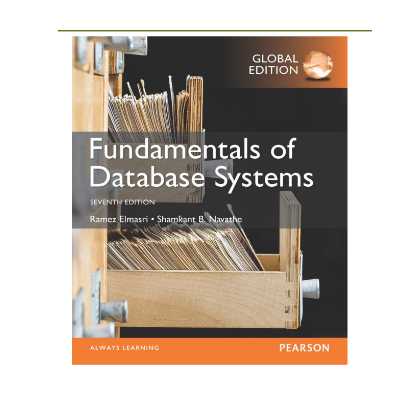 GLOBAL
EDITION
Fundamentals of
Database Systems
SEVENTH EDITION
Ramez Elmasri • Shamkant B. Navathe
ALWAYS LEARNING
PEARSON